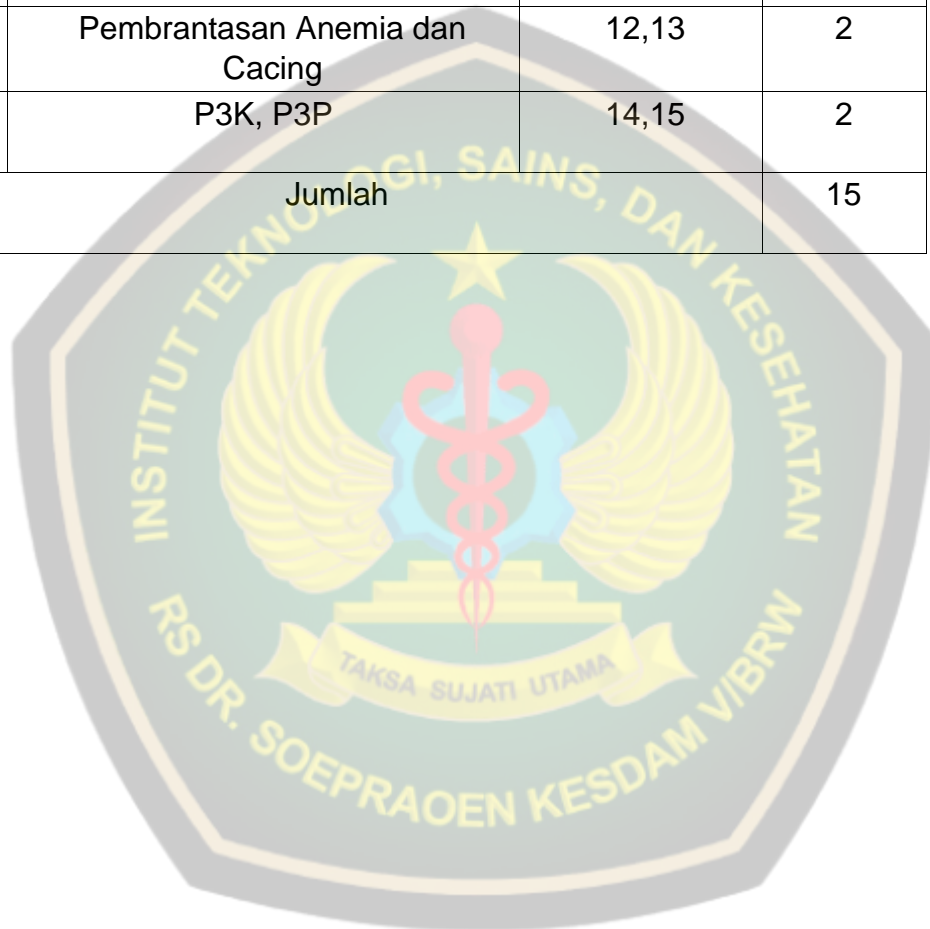 Pembrantasan Anemia dan 12,13 2
Cacing
P3K, P3P 14,15 2
Jumlah 15
INSTITUT TEKNOLOGI, SAINS, DAN KESEHATAN
TAKSA SUJATI UTAMA
RS DR. SOEPRAOEN KESDAM V/BRW